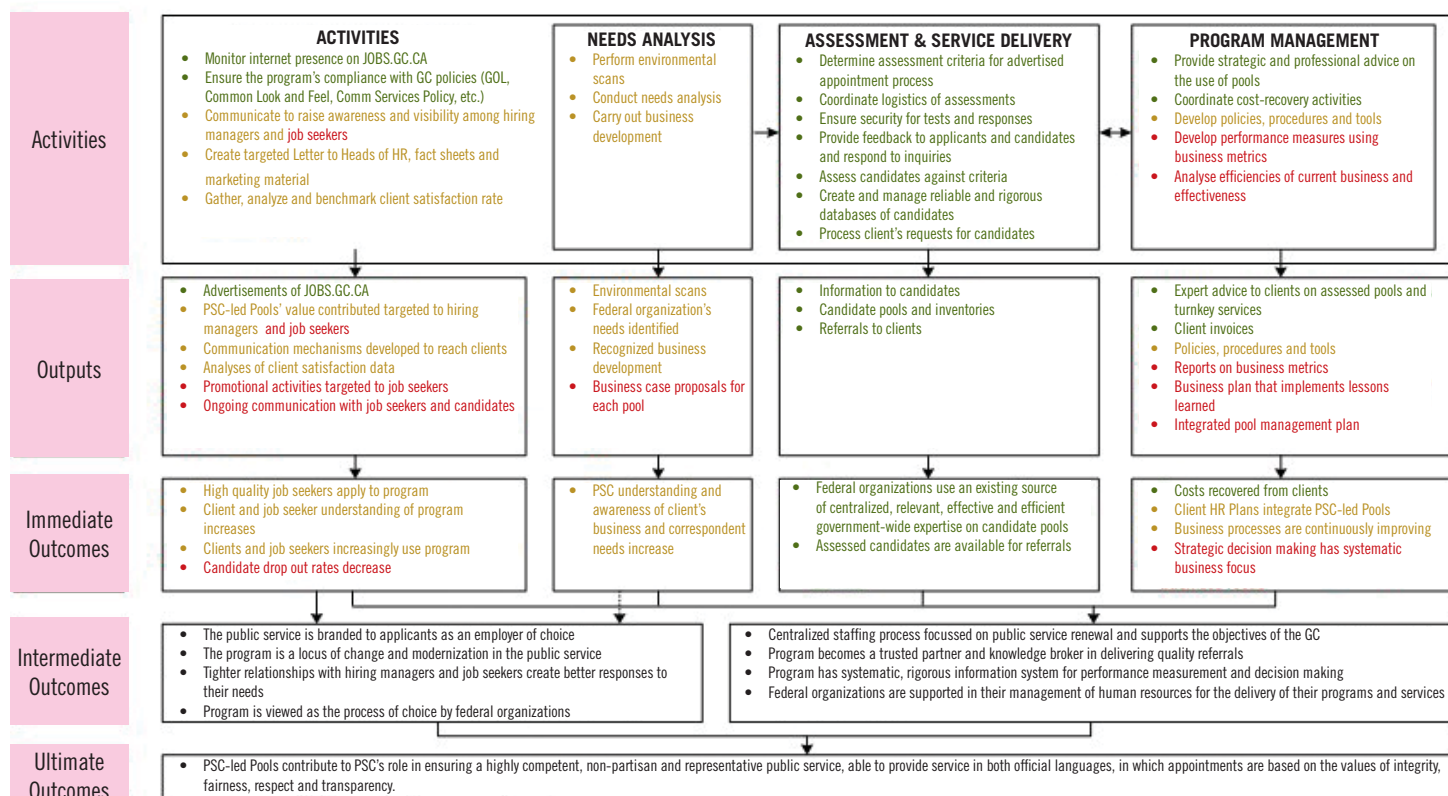 Activities
ACTIVITIES
• Monitor internet presence on JOBS.GC.CA
• Ensure the program's compliance with GC policies (GOL,
Common Look and Feel, Comm Services Policy, etc.)
• Communicate to raise awareness and visibility among hiring
managers and job seekers
• Create targeted Letter to Heads of HR, fact sheets and
marketing material
• Gather, analyze and benchmark client satisfaction rate
NEEDS ANALYSIS
• Perform environmental
scans
• Conduct needs analysis
• Carry out business
development
ASSESSMENT & SERVICE DELIVERY
• Determine assessment criteria for advertised
appointment process
• Coordinate logistics of assessments
• Ensure security for tests and responses
• Provide feedback to applicants and candidates
and respond to inquiries
• Assess candidates against criteria
• Create and manage reliable and rigorous
databases of candidates
• Process client's requests for candidates
PROGRAM MANAGEMENT
• Provide strategic and professional advice on
the use of pools
• Coordinate cost-recovery activities
• Develop policies, procedures and tools
• Develop performance measures using
business metrics
• Analyse efficiencies of current business and
effectiveness
Outputs
• Advertisements of JOBS.GC.CA
• PSC-led Pools' value contributed targeted to hiring
managers and job seekers
• Communication mechanisms developed to reach clients
• Analyses of client satisfaction data
• Promotional activities targeted to job seekers
• Ongoing communication with job seekers and candidates
• Environmental scans
• Federal organization's
needs identified
• Recognized business
development
• Business case proposals for
each pool
• Information to candidates
• Candidate pools and inventories
• Referrals to clients
• Expert advice to clients on assessed pools and
turnkey services
• Client invoices
• Policies, procedures and tools
• Reports on business metrics
• Business plan that implements lessons
learned
• Integrated pool management plan
Immediate
Outcomes
• High quality job seekers apply to program
• Client and job seeker understanding of program
increases
• Clients and job seekers increasingly use program
• Candidate drop out rates decrease
• PSC understanding and
awareness of client's
business and correspondent
needs increase
• Federal organizations use an existing source
of centralized, relevant, effective and efficient
government-wide expertise on candidate pools
• Assessed candidates are available for referrals
• Costs recovered from clients
• Client HR Plans integrate PSC-led Pools
• Business processes are continuously improving
• Strategic decision making has systematic
business focus
Intermediate
Outcomes
• The public service is branded to applicants as an employer of choice
• The program is a locus of change and modernization in the public service
• Tighter relationships with hiring managers and job seekers create better responses to
their needs
• Program is viewed as the process of choice by federal organizations
• Centralized staffing process focussed on public service renewal and supports the objectives of the GC
• Program becomes a trusted partner and knowledge broker in delivering quality referrals
• Program has systematic, rigorous information system for performance measurement and decision making
• Federal organizations are supported in their management of human resources for the delivery of their programs and services
Ultimate
Outcomes
• PSC-led Pools contribute to PSC's role in ensuring a highly competent, non-partisan and representative public service, able to provide service in both official languages, in which appointments are based on the values of integrity,
fairness, respect and transparency.